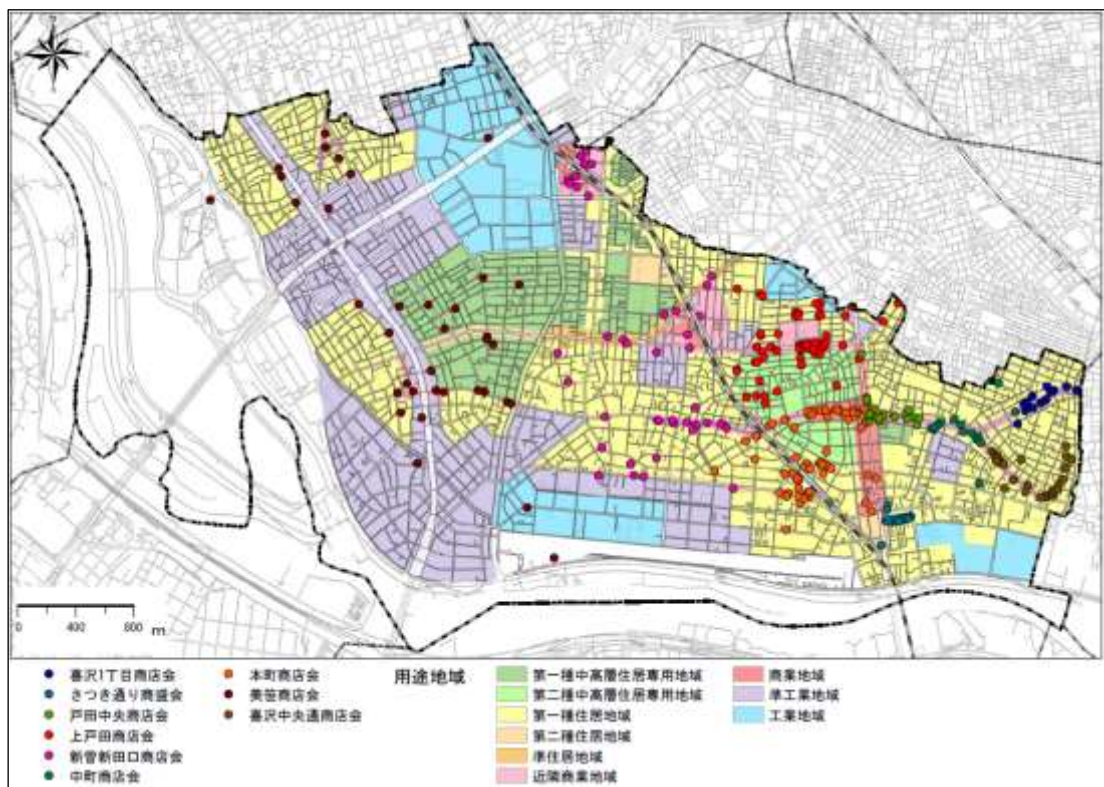 0 400 800 m
喜沢1丁目商店会
さつき通り商盛会
戸田中央商店会
上戸田商店会
新曽新田口商店会
中町商店会
本町商店会
美笹商店会
喜沢中央通商店会
用途地域
第一種中高層住居専用地域
第二種中高層住居専用地域
第一種住居地域
第二種住居地域
準住居地域
近隣商業地域
商業地域
準工業地域
工業地域